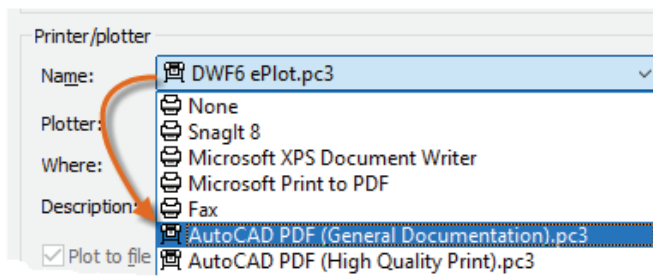 Printer/plotter
Name: DWF6 ePlot.pc3
None
Plotter: SnagIt 8
Where: Microsoft XPS Document Writer
Microsoft Print to PDF
Description: Fax
AutoCAD PDF (General Documentation).pc3
Plot to file AutoCAD PDF (High Quality Print).pc3